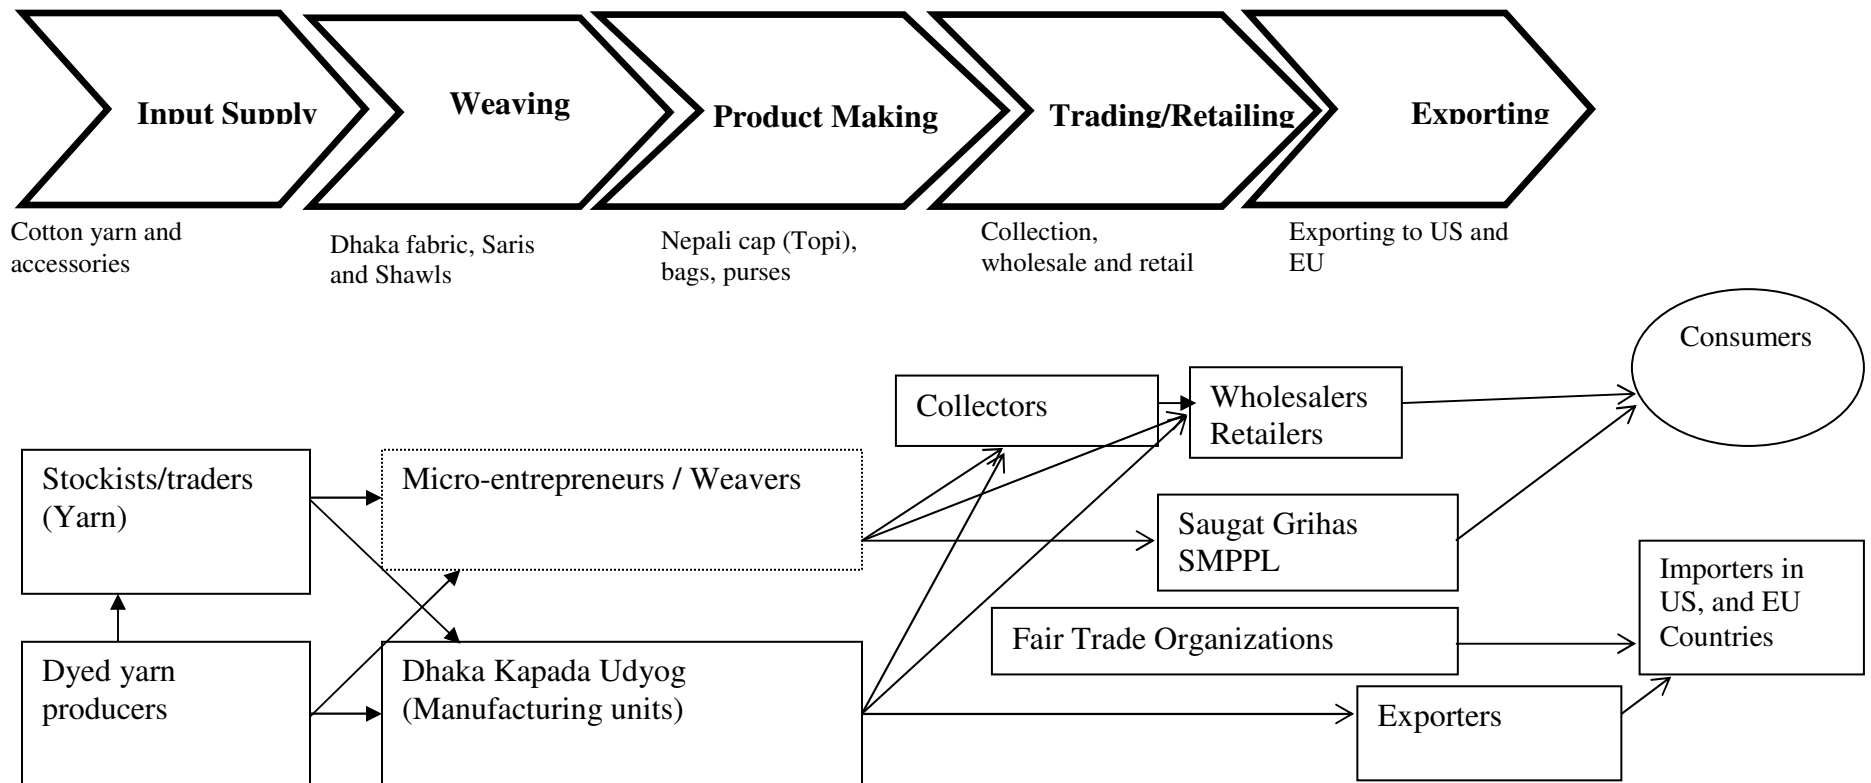 Input Supply
Weaving
Product Making
Trading/Retailing
Exporting
Cotton yarn and
accessories
Dhaka fabric, Saris
and Shawls
Nepali cap (Topi),
bags, purses
Collection,
wholesale and retail
Exporting to US and
EU
Consumers
Collectors
Wholesalers
Retailers
Stockists/traders
(Yarn)
Micro-entrepreneurs / Weavers
Saugat Grihas
SMPPL
Importers in
US, and EU
Countries
Fair Trade Organizations
Dyed yarn
producers
Dhaka Kapada Udyog
(Manufacturing units)
Exporters